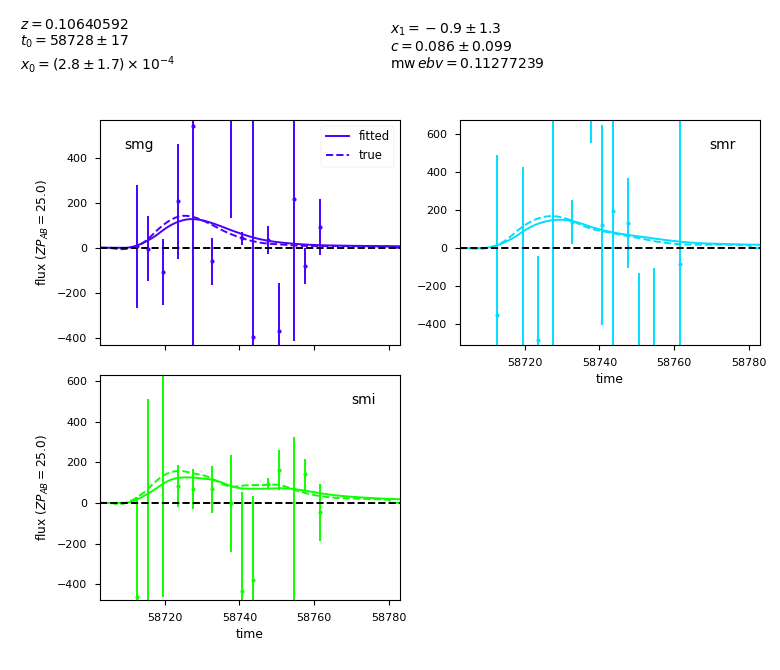 z = 0.10640592
t₀ = 58728 ± 17
x₀ = (2.8 ± 1.7) × 10⁻⁴
x₁ = −0.9 ± 1.3
c = 0.086 ± 0.099
mw ebv = 0.11277239
smg
fitted
true
400
200
0
−200
−400
flux (ZP_AB = 25.0)
smr
600
400
200
0
−200
−400
58720 58740 58760 58780
time
smi
600
400
200
0
−200
−400
flux (ZP_AB = 25.0)
58720 58740 58760 58780
time